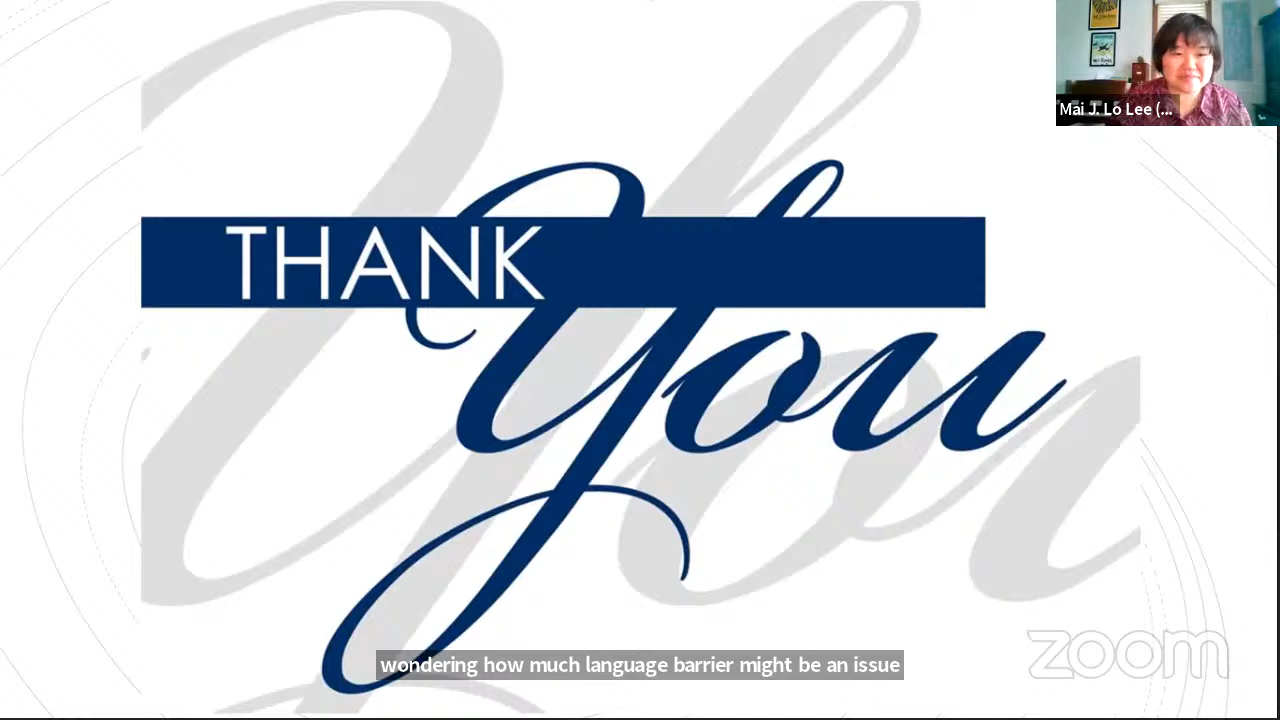 Mai J. Lo Lee (...
THANK
You
wondering how much language barrier might be an issue
zoom